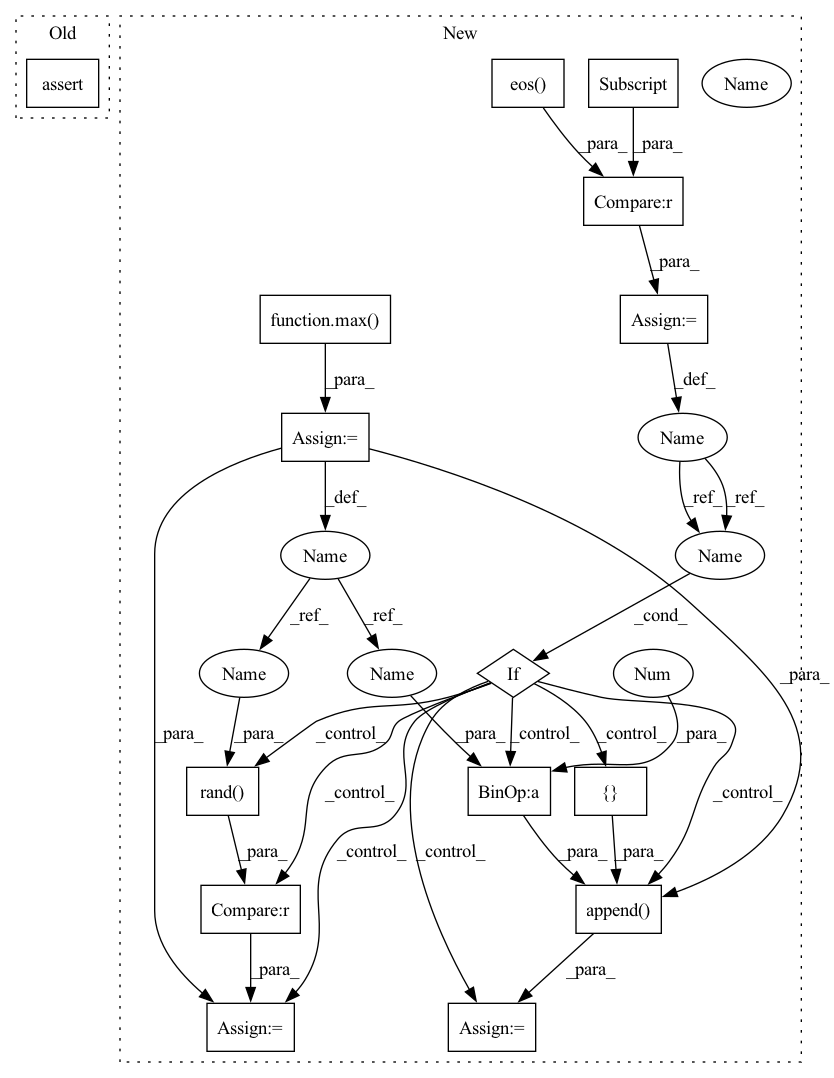 Old
New
assert
eos()
Subscript
Name
_para_
_para_
Compare:r
_para_
function.max()
Assign:=
_para_
_def_
Assign:=
Name
_def_
_ref_
_ref_
Name
Name
_ref_
_ref_
_cond_
Name
Name
If
Num
_para_
_para_
_para_
_control_
_para_
_control_
_control_
_para_
rand()
_control_
BinOp:a
{}
_control_
_para_
_control_
_control_
_para_
_para_
Compare:r
append()
_para_
_para_
Assign:=
Assign:=